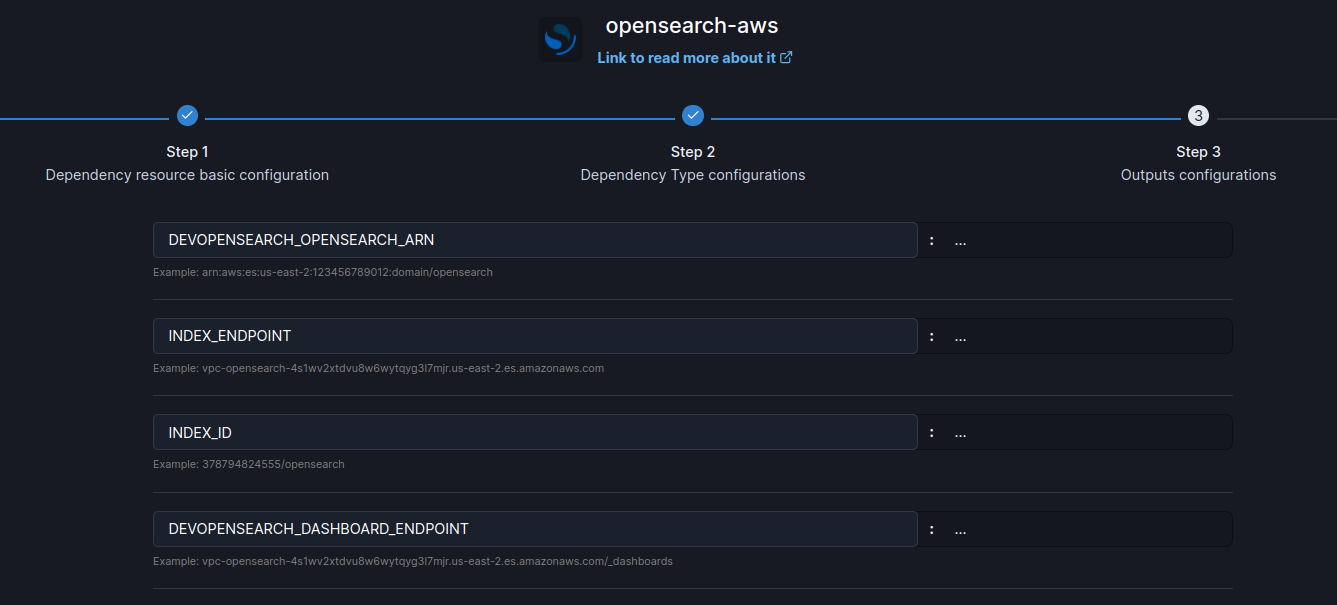 opensearch-aws
Link to read more about it
3
Step 1
Step 2
Step 3
Dependency resource basic configuration
Dependency Type configurations
Outputs configurations
DEVOPENSEARCH_OPENSEARCH_ARN : ...
Example: arn:aws:es:us-east-2:123456789012:domain/opensearch
INDEX_ENDPOINT : ...
Example: vpc-opensearch-4s1wv2xtdvu8w6wytqyg3l7mjr.us-east-2.es.amazonaws.com
INDEX_ID : ...
Example: 378794824555/opensearch
DEVOPENSEARCH_DASHBOARD_ENDPOINT : ...
Example: vpc-opensearch-4s1wv2xtdvu8w6wytqyg3l7mjr.us-east-2.es.amazonaws.com/_dashboards